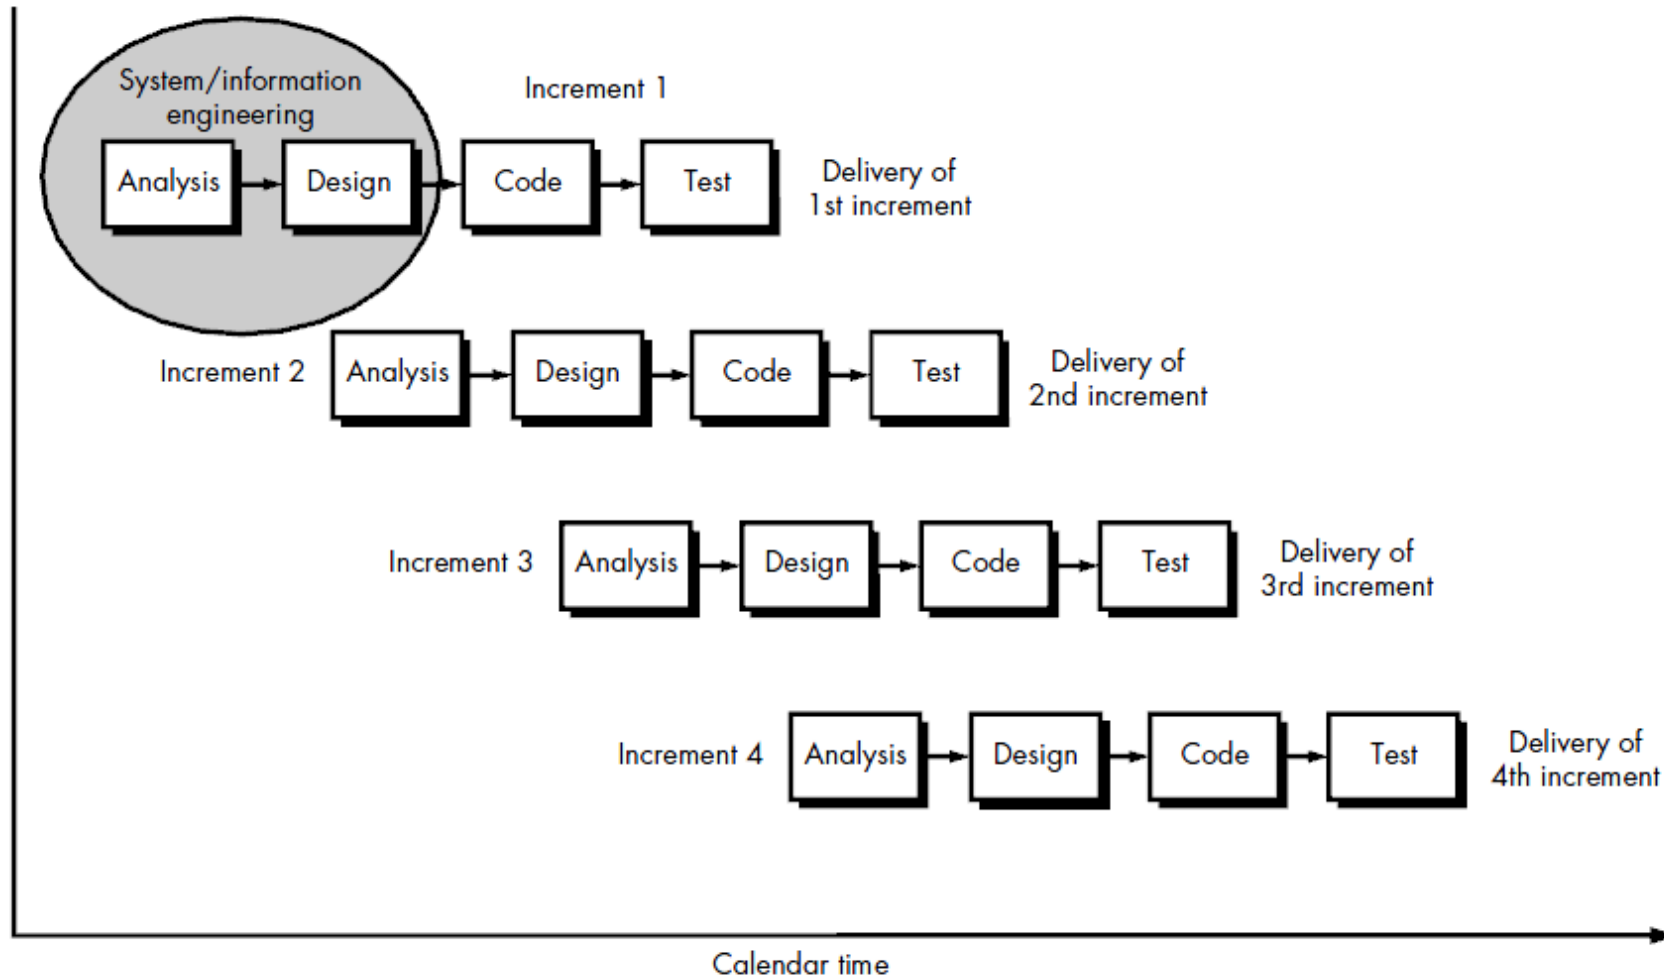 System/information
engineering
Increment 1
Analysis
Design
Code
Test
Delivery of
1st increment
Increment 2
Analysis
Design
Code
Test
Delivery of
2nd increment
Increment 3
Analysis
Design
Code
Test
Delivery of
3rd increment
Increment 4
Analysis
Design
Code
Test
Delivery of
4th increment
Calendar time